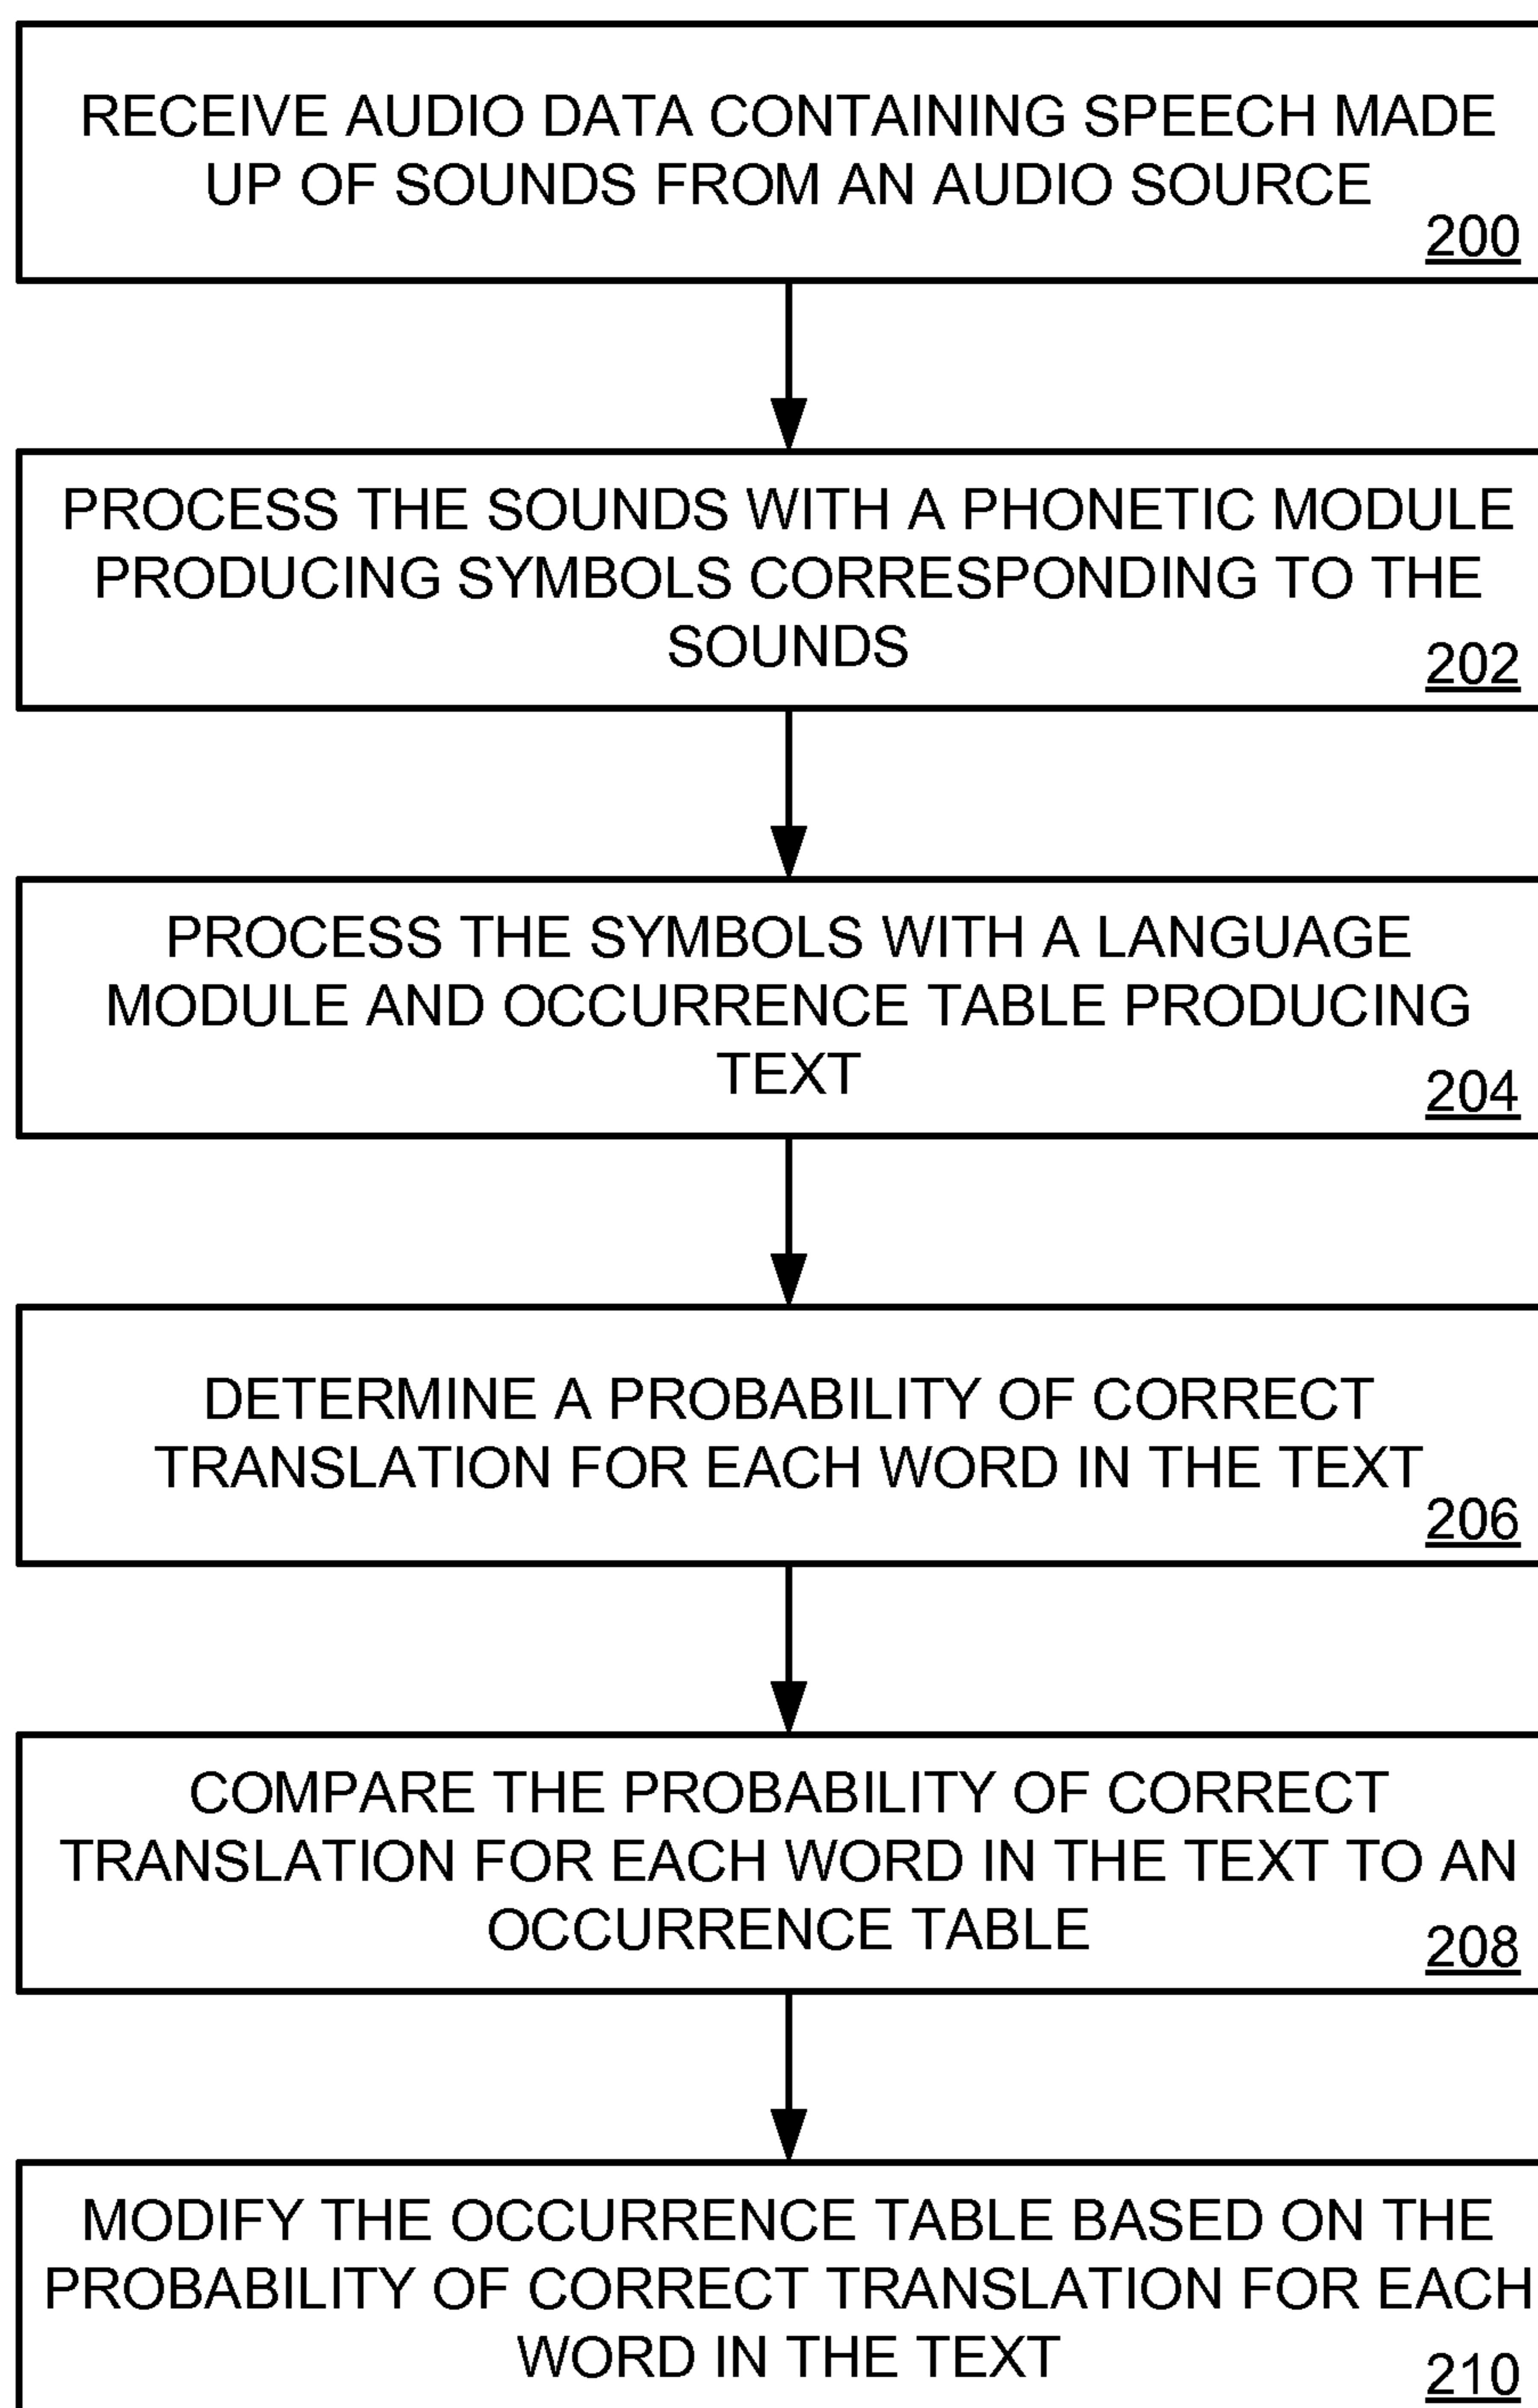 RECEIVE AUDIO DATA CONTAINING SPEECH MADE
UP OF SOUNDS FROM AN AUDIO SOURCE
200
PROCESS THE SOUNDS WITH A PHONETIC MODULE
PRODUCING SYMBOLS CORRESPONDING TO THE
SOUNDS
202
PROCESS THE SYMBOLS WITH A LANGUAGE
MODULE AND OCCURRENCE TABLE PRODUCING
TEXT
204
DETERMINE A PROBABILITY OF CORRECT
TRANSLATION FOR EACH WORD IN THE TEXT
206
COMPARE THE PROBABILITY OF CORRECT
TRANSLATION FOR EACH WORD IN THE TEXT TO AN
OCCURRENCE TABLE
208
MODIFY THE OCCURRENCE TABLE BASED ON THE
PROBABILITY OF CORRECT TRANSLATION FOR EACH
WORD IN THE TEXT
210